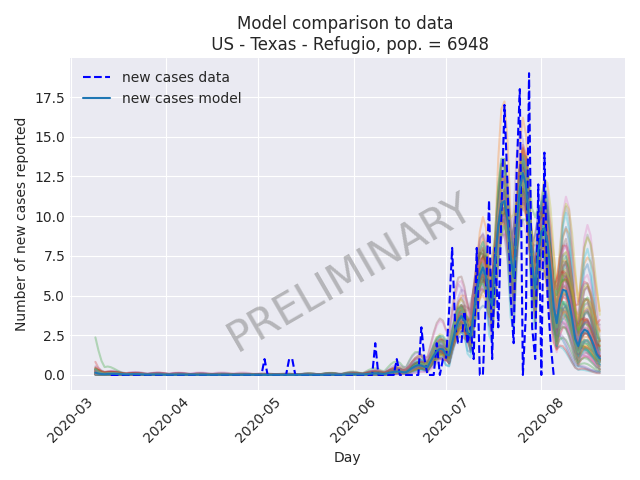 Model comparison to data
US - Texas - Refugio, pop. = 6948
new cases data
new cases model
17.5
15.0
12.5
10.0
7.5
5.0
2.5
0.0
Number of new cases reported
PRELIMINARY
2020-03
2020-04
2020-05
2020-06
2020-07
2020-08
Day